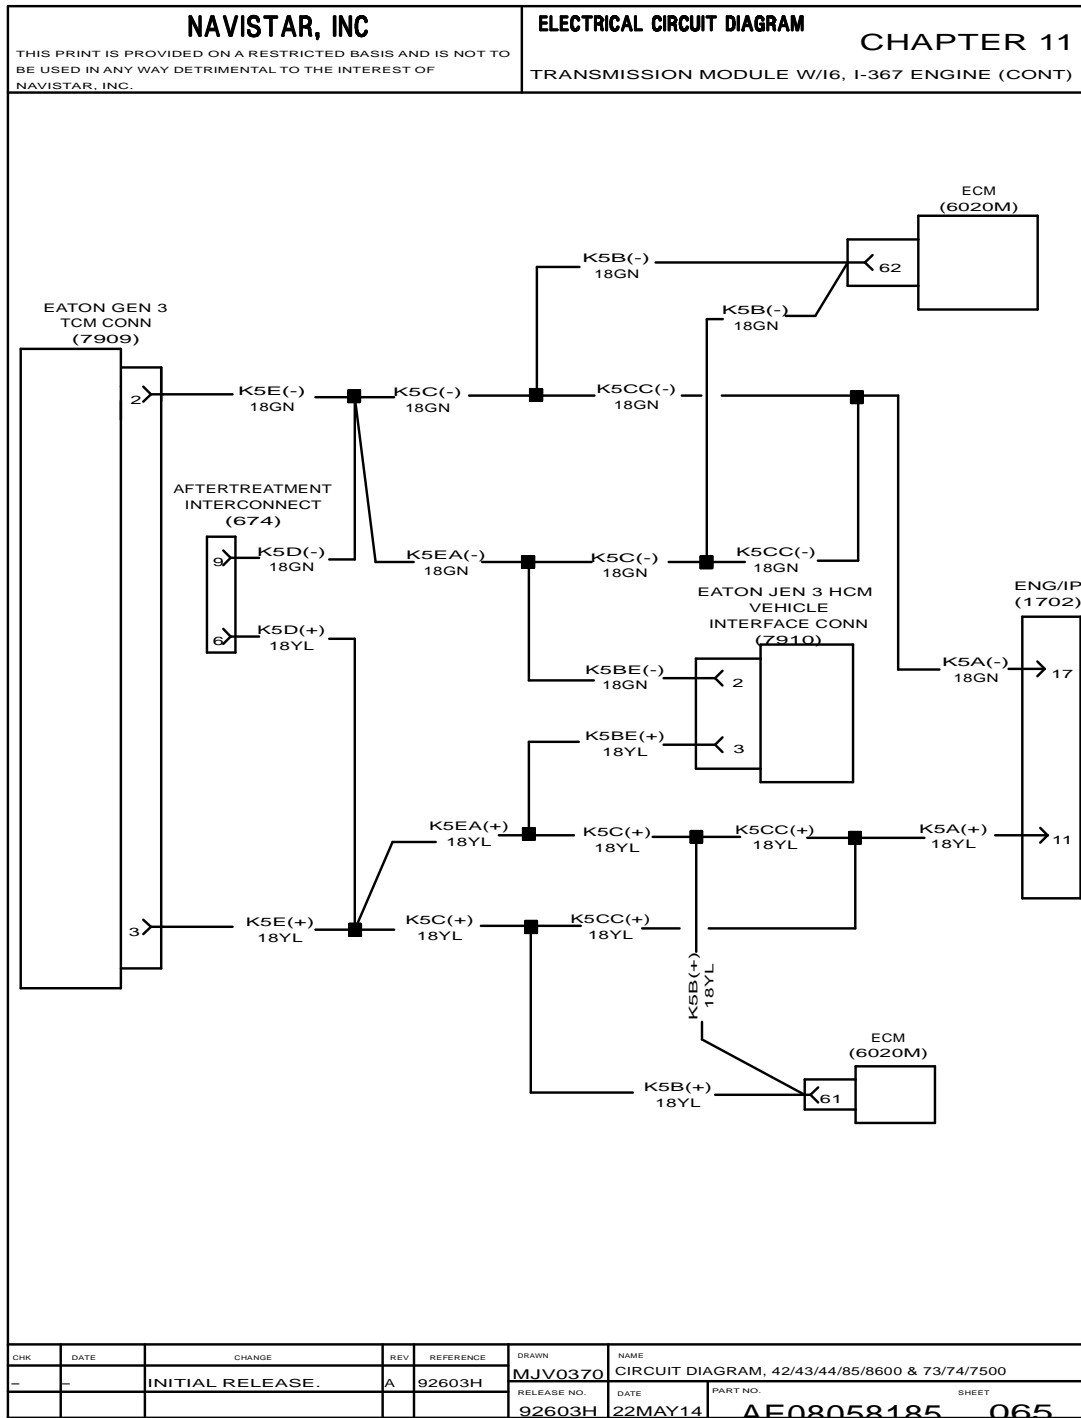 NAVISTAR, INC
THIS PRINT IS PROVIDED ON A RESTRICTED BASIS AND IS NOT TO
BE USED IN ANY WAY DETRIMENTAL TO THE INTEREST OF
NAVISTAR, INC.
ELECTRICAL CIRCUIT DIAGRAM
CHAPTER 11
TRANSMISSION MODULE W/I6, I-367 ENGINE (CONT)
ECM
(6020M)
K5B(-)
18GN
62
K5B(-)
18GN
EATON GEN 3
TCM CONN
(7909)
2
K5E(-)
18GN
K5C(-)
18GN
K5CC(-)
18GN
AFTERTREATMENT
INTERCONNECT
(674)
9
K5D(-)
18GN
K5EA(-)
18GN
K5C(-)
18GN
K5CC(-)
18GN
EATON JEN 3 HCM
VEHICLE
INTERFACE CONN
(7910)
ENG/IP
(1702)
6
K5D(+)
18YL
K5BE(-)
18GN
2
K5A(-)
18GN
17
K5BE(+)
18YL
3
K5EA(+)
18YL
K5C(+)
18YL
K5CC(+)
18YL
K5A(+)
18YL
11
3
K5E(+)
18YL
K5C(+)
18YL
K5CC(+)
18YL
K5B(+)
18YL
ECM
(6020M)
K5B(+)
18YL
61
CHK DATE CHANGE REV REFERENCE
- - INITIAL RELEASE. A 92603H
DRAWN
MJV0370
NAME
CIRCUIT DIAGRAM, 42/43/44/85/8600 & 73/74/7500
RELEASE NO.
92603H
DATE
22MAY14
PART NO.
AE08058185
SHEET
065